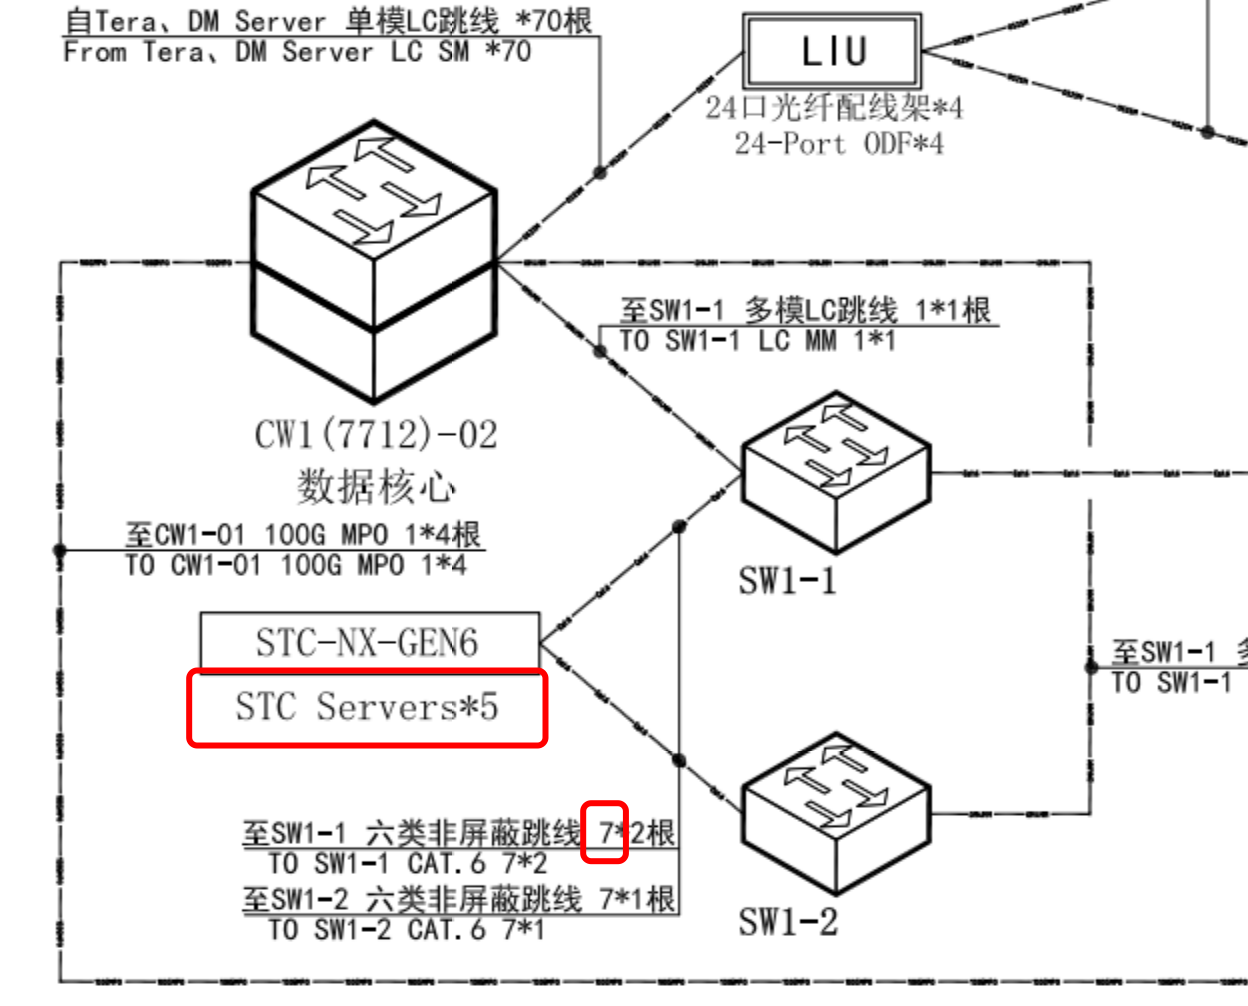 自Tera、DM Server 单模LC跳线 *70根
From Tera、DM Server LC SM *70
LIU
24口光纤配线架*4
24-Port ODF*4
至SW1-1 多模LC跳线 1*1根
TO SW1-1 LC MM 1*1
CW1(7712)-02
数据核心
至CW1-01 100G MPO 1*4根
TO CW1-01 100G MPO 1*4
SW1-1
STC-NX-GEN6
STC Servers*5
至SW1-1
TO SW1-1
至SW1-1 六类非屏蔽跳线 7*2根
TO SW1-1 CAT.6 7*2
至SW1-2 六类非屏蔽跳线 7*1根
TO SW1-2 CAT.6 7*1
SW1-2